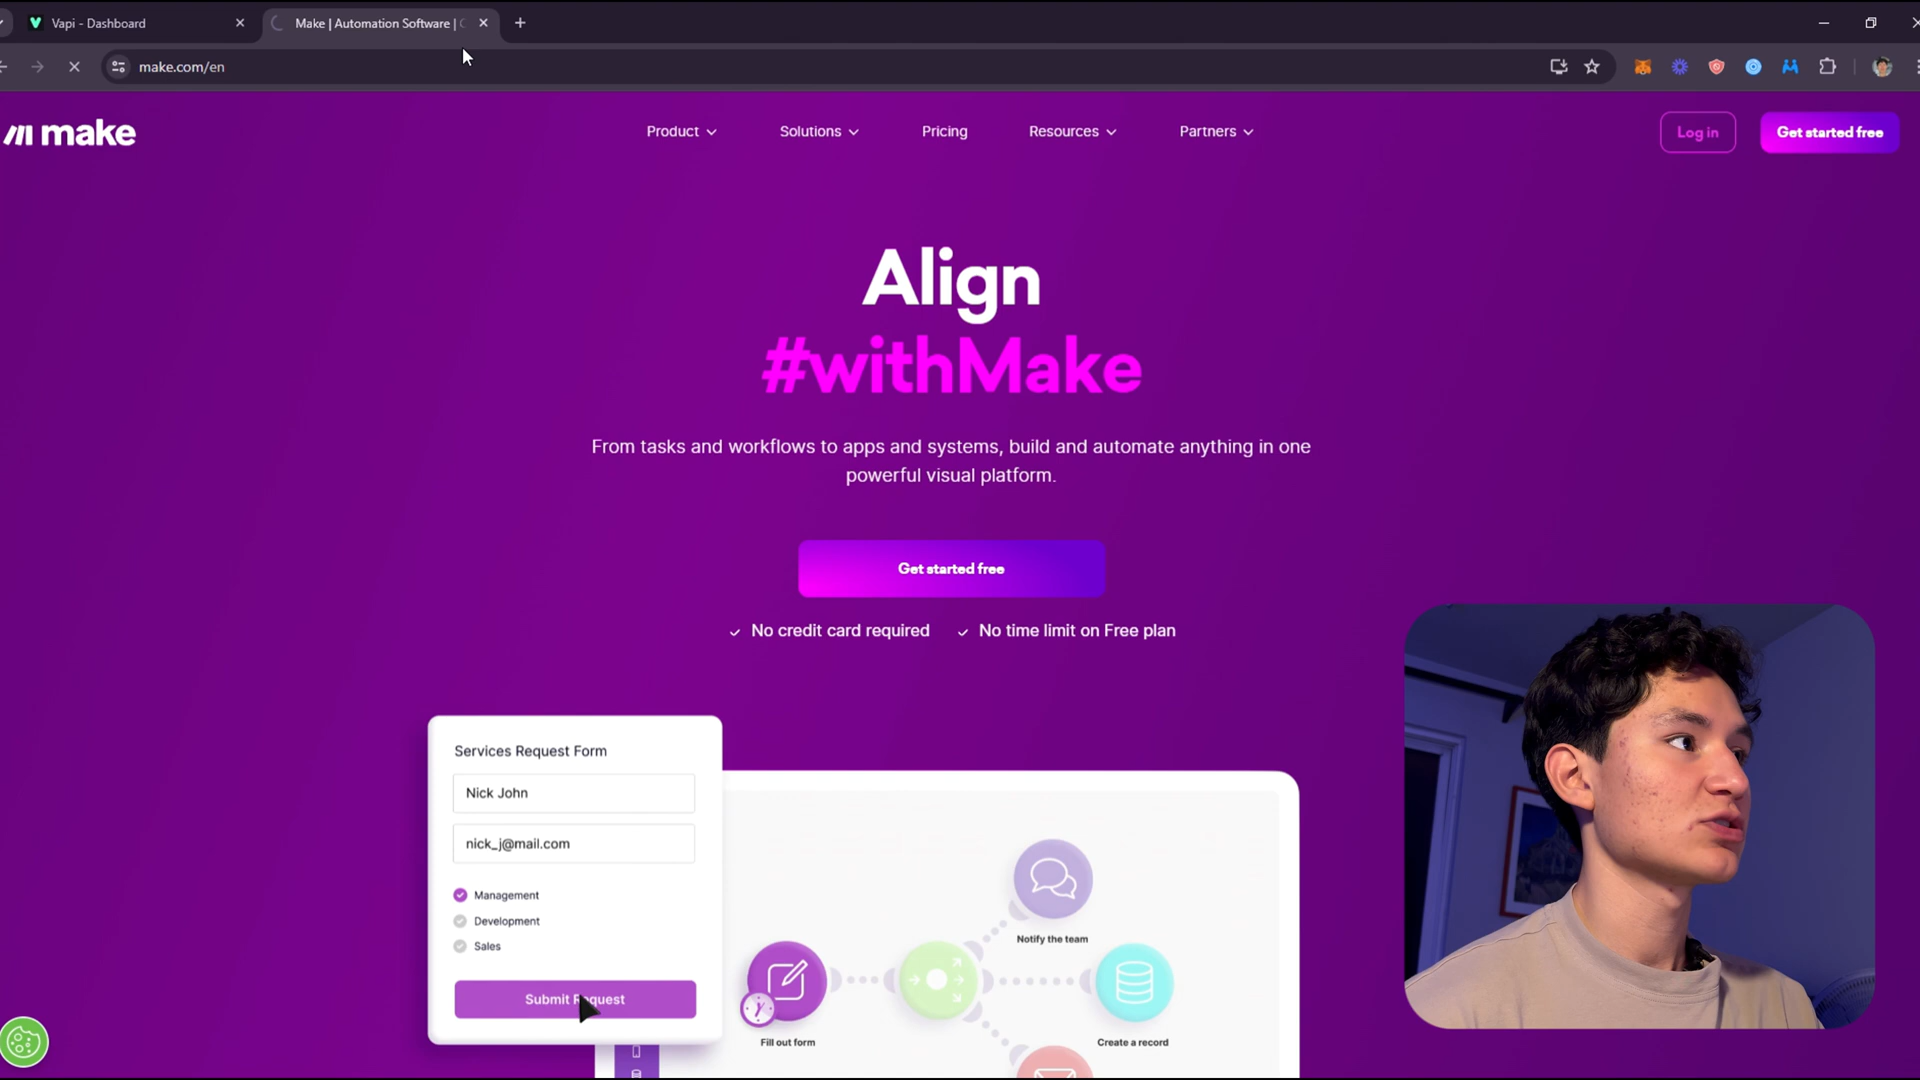 Vapi - Dashboard
Make | Automation Software |
make.com/en
make
Product
Solutions
Pricing
Resources
Partners
Log in
Get started free
Align
#withMake
From tasks and workflows to apps and systems, build and automate anything in one
powerful visual platform.
Get started free
No credit card required
No time limit on Free plan
Services Request Form
Nick John
nick_j@mail.com
Management
Development
Sales
Submit Request
Notify the team
Fill out form
Create a record